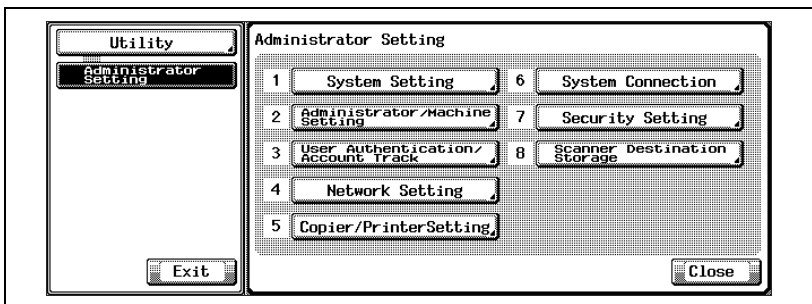 Utility
Administrator
Setting
Exit
Administrator Setting
1 System Setting
2 Administrator/Machine
Setting
3 User Authentication/
Account Track
4 Network Setting
5 Copier/PrinterSetting
6 System Connection
7 Security Setting
8 Scanner Destination
Storage
Close